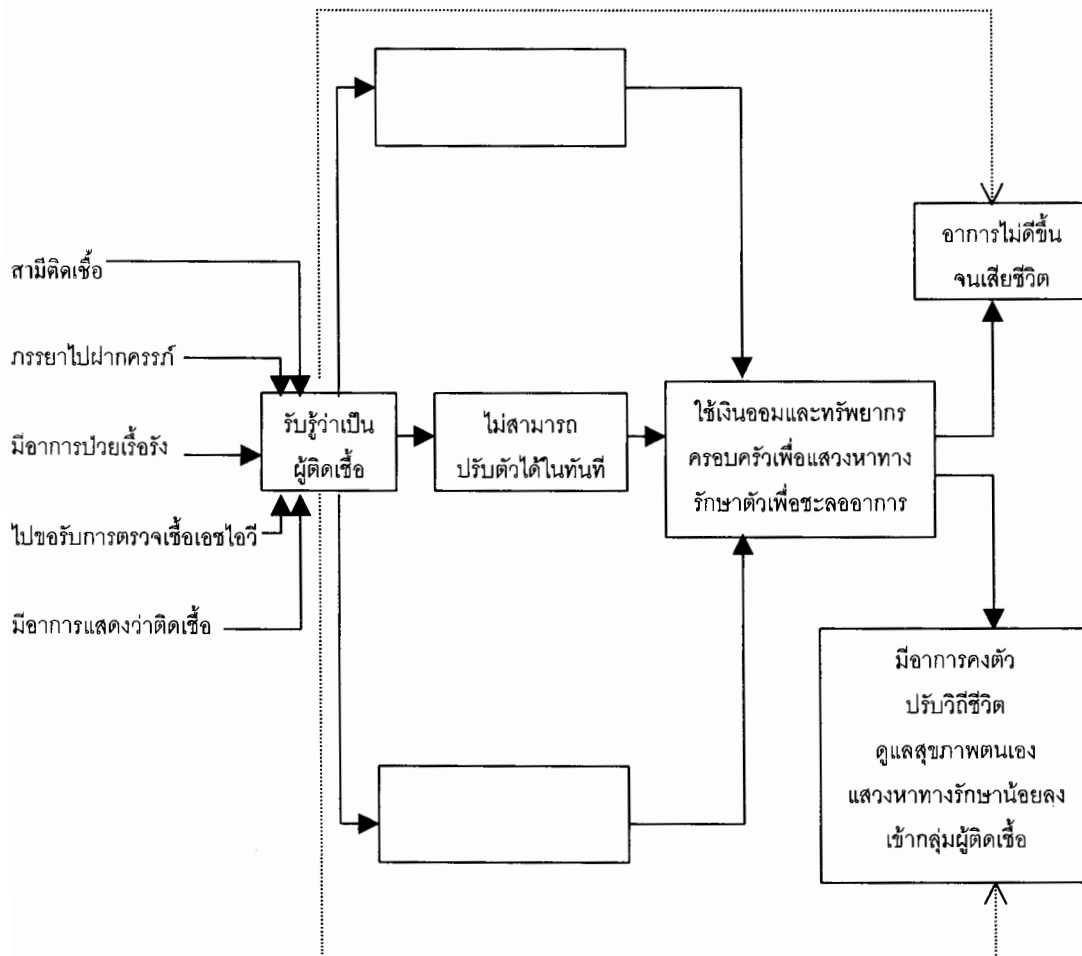 สามีติดเชื้อ
ภรรยาไปฝากครรภ์
มีอาการป่วยเรื้อรัง
ไปขอรับการตรวจเชื้อเอชไอวี
มีอาการแสดงว่าติดเชื้อ
รับรู้ว่าเป็น
ผู้ติดเชื้อ
ไม่สามารถ
ปรับตัวได้ในทันที
ใช้เงินออมและทรัพยากร
ครอบครัวเพื่อแสวงหาทาง
รักษาตัวเพื่อชะลออาการ
อาการไม่ดีขึ้น
จนเสียชีวิต
มีอาการคงตัว
ปรับวิถีชีวิต
ดูแลสุขภาพตนเอง
แสวงหาทางรักษาน้อยลง
เข้ากลุ่มผู้ติดเชื้อ